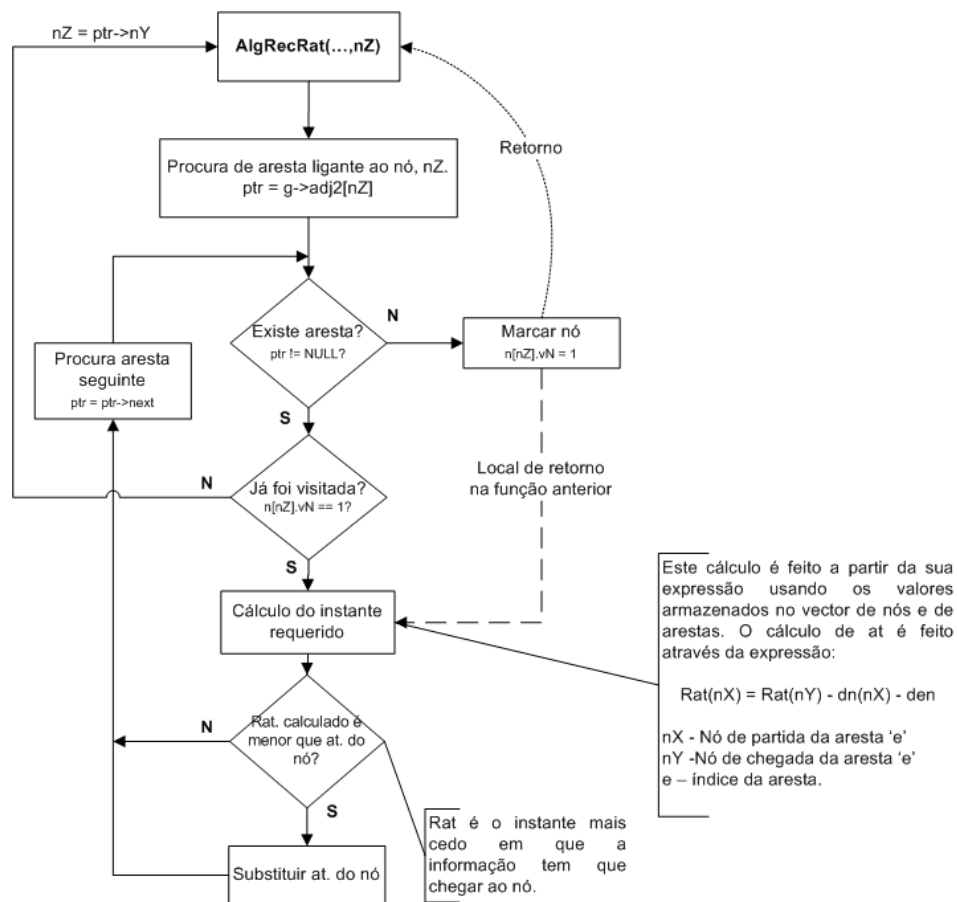 nZ = ptr->nY
AlgRecRat(...,nZ)
Retorno
Procura de aresta ligante ao nó, nZ.
ptr = g->adj2[nZ]
Existe aresta?
ptr != NULL?
N
Marcar nó
n[nZ].vN = 1
Procura aresta
seguinte
ptr = ptr->next
S
Já foi visitada?
n[nZ].vN == 1?
N
Local de retorno
na função anterior
S
Cálculo do instante
requerido
Este cálculo é feito a partir da sua
expressão usando os valores
armazenados no vector de nós e de
arestas. O cálculo de at é feito
através da expressão:
Rat(nX) = Rat(nY) - dn(nX) - den
nX - Nó de partida da aresta 'e'
nY -Nó de chegada da aresta 'e'
e – índice da aresta.
Rat. calculado é
menor que at. do
nó?
N
S
Rat é o instante mais
cedo em que a
informação tem que
chegar ao nó.
Substituir at. do nó